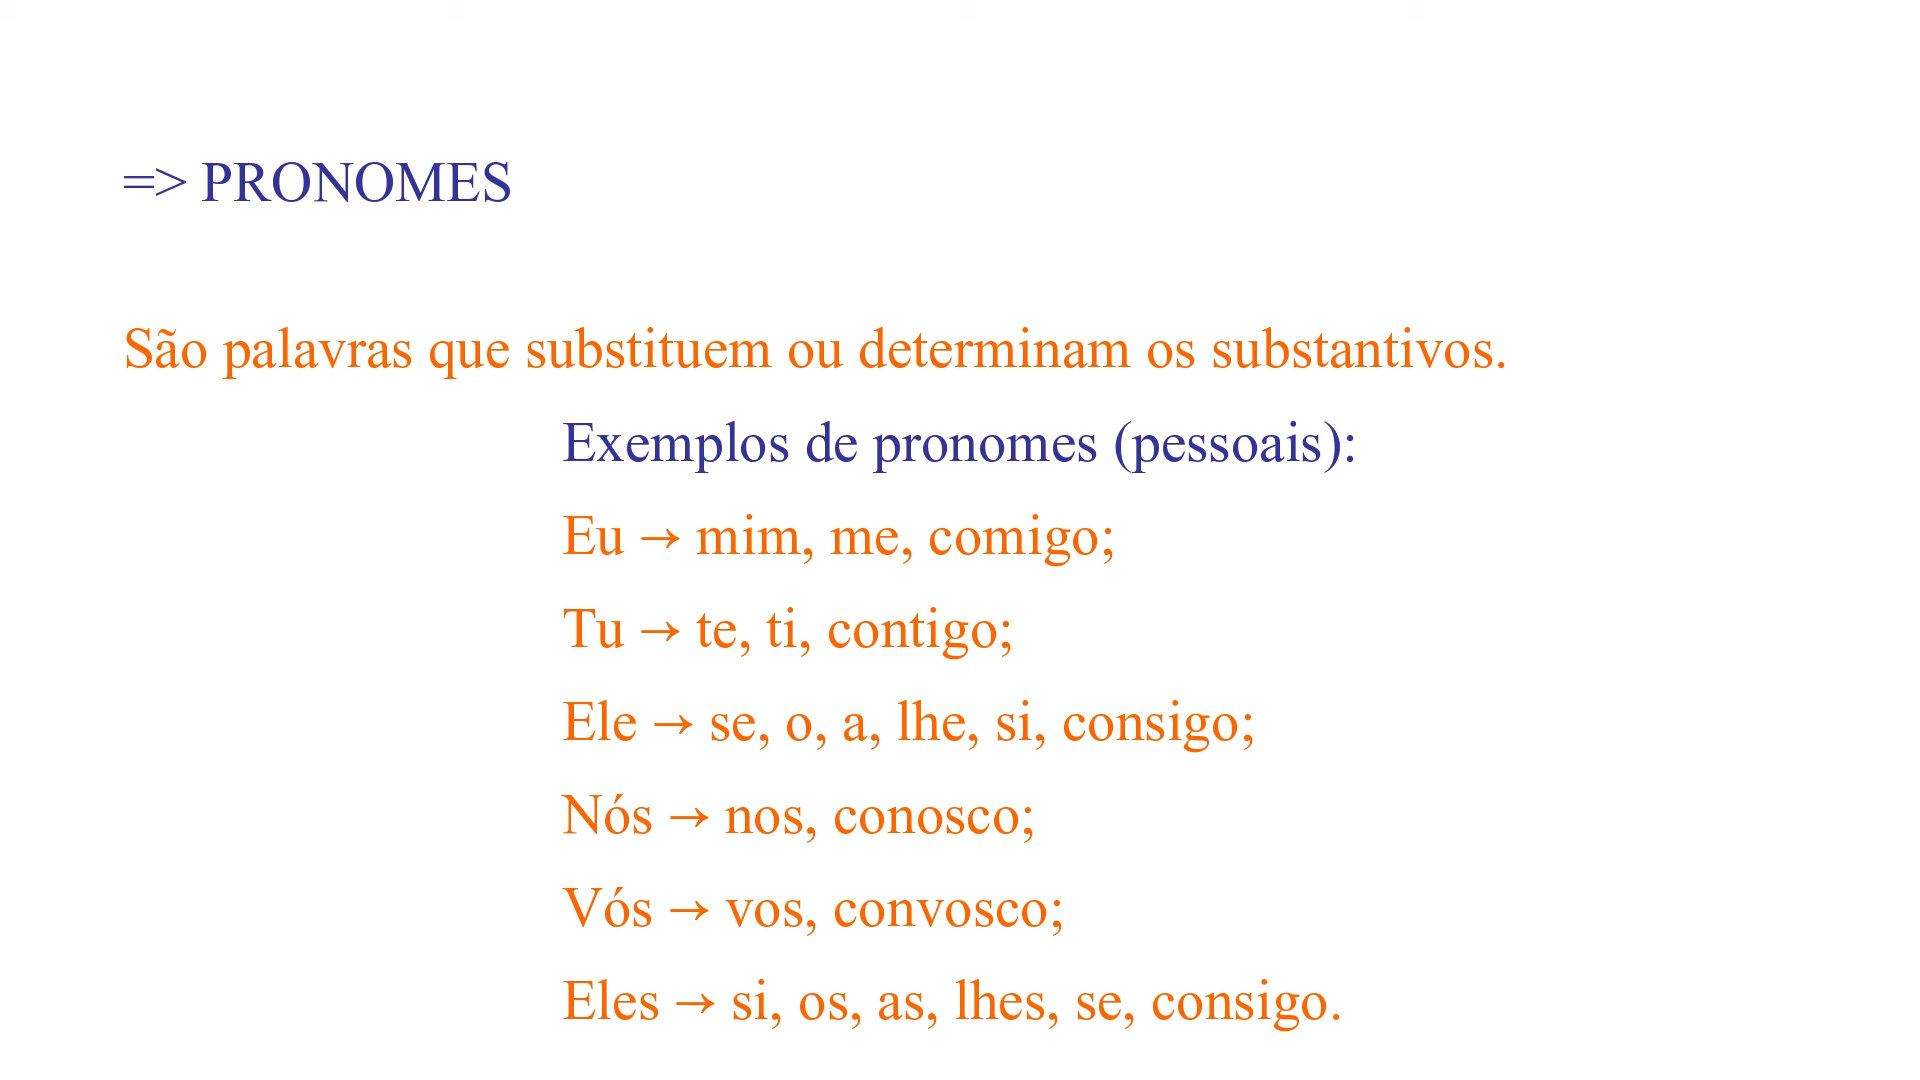 => PRONOMES
São palavras que substituem ou determinam os substantivos.
Exemplos de pronomes (pessoais):
Eu → mim, me, comigo;
Tu → te, ti, contigo;
Ele → se, o, a, lhe, si, consigo;
Nós → nos, conosco;
Vós → vos, convosco;
Eles → si, os, as, lhes, se, consigo.